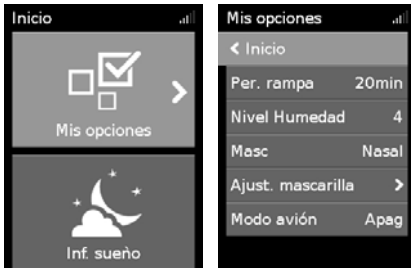 Inicio
Mis opciones
Inf. sueño
Mis opciones
Inicio
Per. rampa 20min
Nivel Humedad 4
Masc Nasal
Ajust. mascarilla
Modo avión Apag